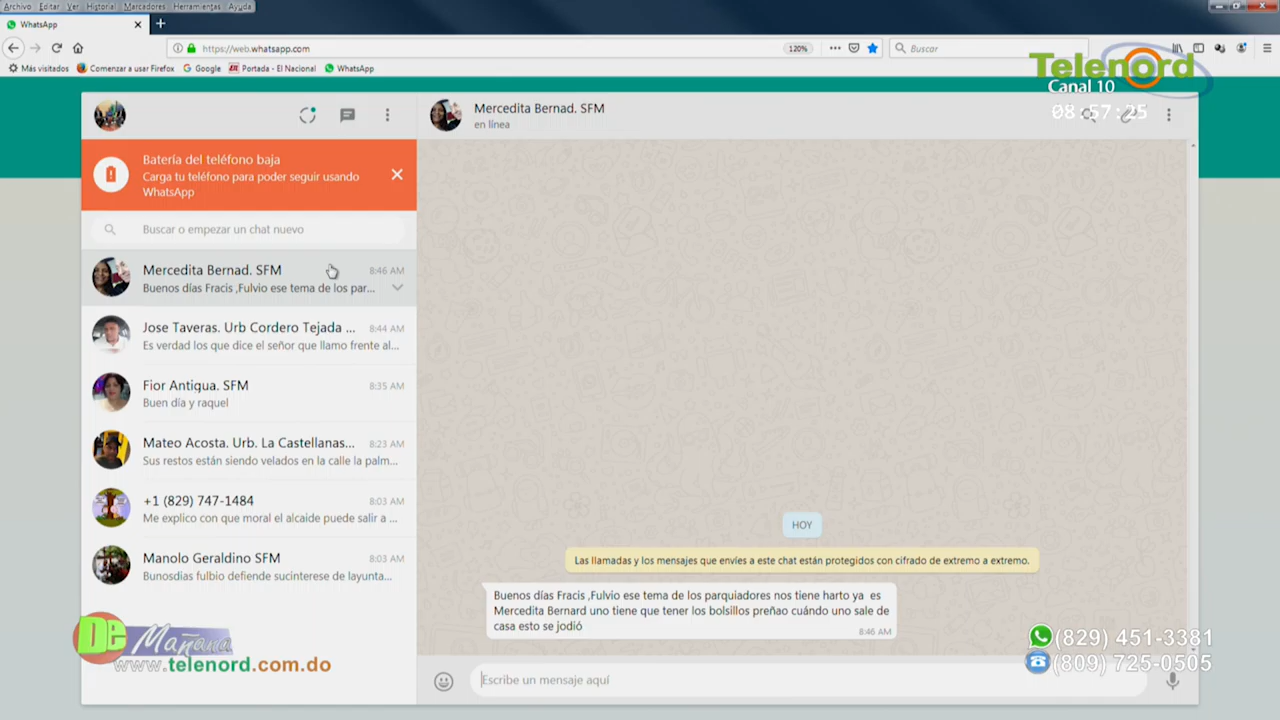 Archivo Editar Ver Historial Marcadores Herramientas Ayuda
WhatsApp
https://web.whatsapp.com
120%
Buscar
Más visitados
Comenzar a usar Firefox
Google
Portada - El Nacional
WhatsApp
Telenord
Canal 10
08:57:25
Mercedita Bernad. SFM
en línea
Batería del teléfono baja
Carga tu teléfono para poder seguir usando
WhatsApp
Buscar o empezar un chat nuevo
Mercedita Bernad. SFM
8:46 AM
Buenos días Fracis ,Fulvio ese tema de los par...
Jose Taveras. Urb Cordero Tejada ...
8:44 AM
Es verdad los que dice el señor que llamo frente al...
Fior Antigua. SFM
8:35 AM
Buen día y raquel
Mateo Acosta. Urb. La Castellanas...
8:23 AM
Sus restos están siendo velados en la calle la palm...
+1 (829) 747-1484
8:03 AM
Me explico con que moral el alcaide puede salir a ...
Manolo Geraldino SFM
8:03 AM
Bunosdias fulbio defiende sucinterese de layunta...
HOY
Las llamadas y los mensajes que envíes a este chat están protegidos con cifrado de extremo a extremo.
Buenos días Fracis ,Fulvio ese tema de los parquiadores nos tiene harto ya es
Mercedita Bernard uno tiene que tener los bolsillos preñao cuándo uno sale de
casa esto se jodió
8:46 AM
Escribe un mensaje aquí
De Mañana
www.telenord.com.do
(829) 451-3381
(809) 725-0505